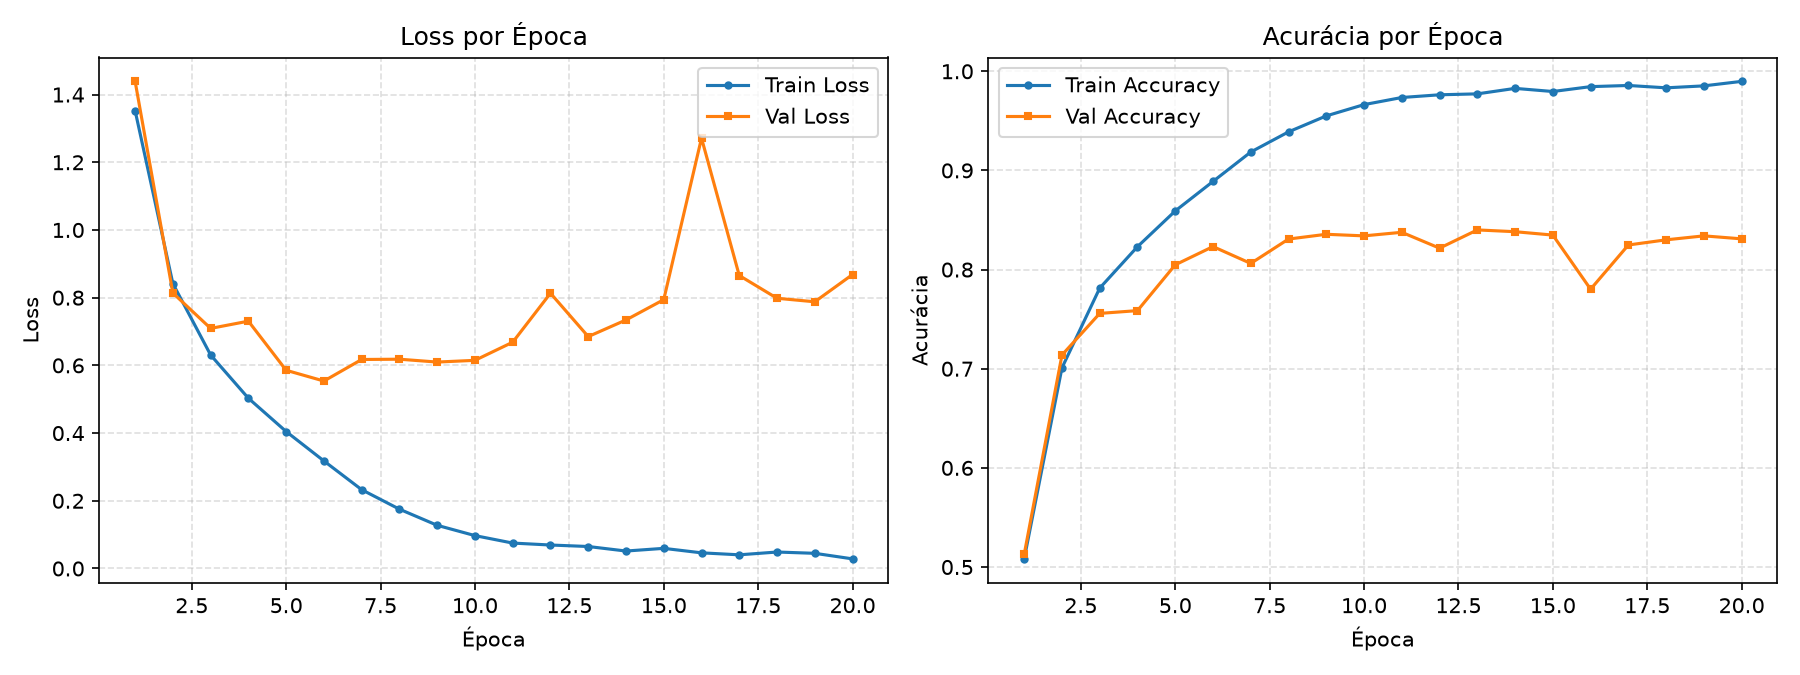 Loss por Época
Train Loss
Val Loss
1.4
1.2
1.0
0.8
0.6
0.4
0.2
0.0
Loss
2.5 5.0 7.5 10.0 12.5 15.0 17.5 20.0
Época
Acurácia por Época
Train Accuracy
Val Accuracy
1.0
0.9
0.8
0.7
0.6
0.5
Acurácia
2.5 5.0 7.5 10.0 12.5 15.0 17.5 20.0
Época